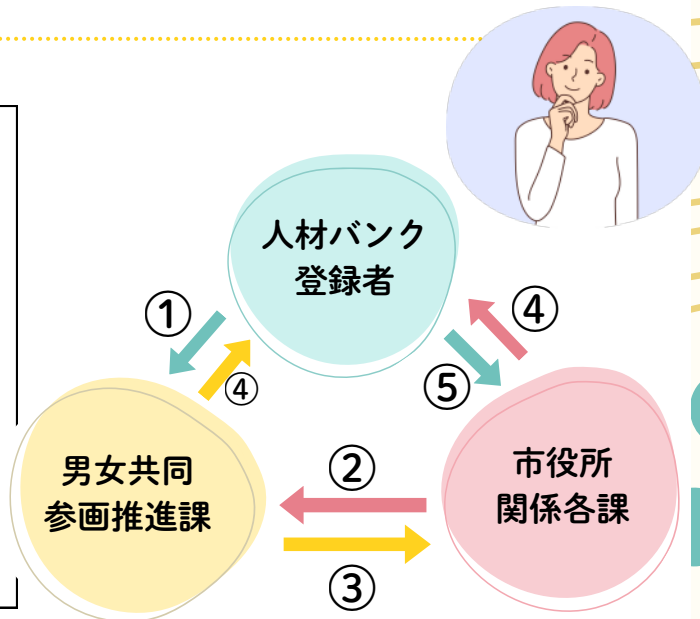 人材バンク
登録者
①
④
④
⑤
男女共同
参画推進課
②
③
市役所
関係各課